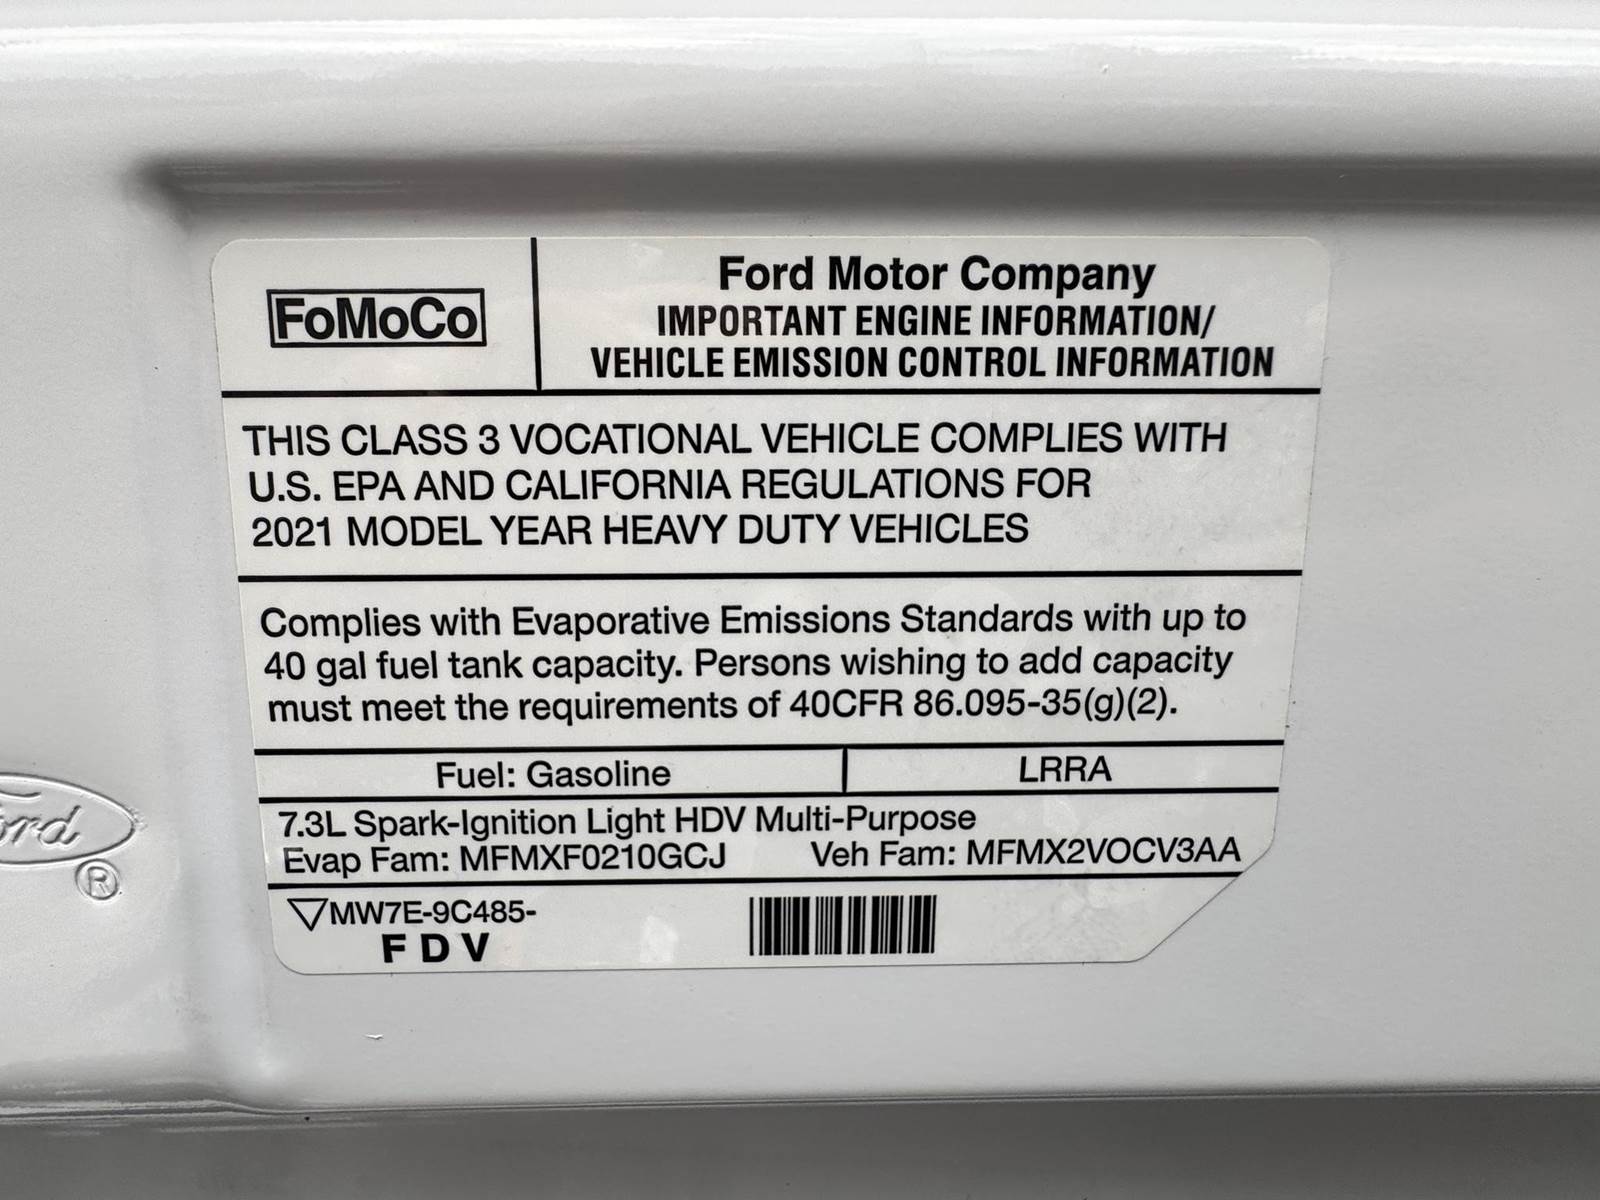 FoMoCo
Ford Motor Company
IMPORTANT ENGINE INFORMATION/
VEHICLE EMISSION CONTROL INFORMATION
THIS CLASS 3 VOCATIONAL VEHICLE COMPLIES WITH
U.S. EPA AND CALIFORNIA REGULATIONS FOR
2021 MODEL YEAR HEAVY DUTY VEHICLES
Complies with Evaporative Emissions Standards with up to
40 gal fuel tank capacity. Persons wishing to add capacity
must meet the requirements of 40CFR 86.095-35(g)(2).
Fuel: Gasoline LRRA
7.3L Spark-Ignition Light HDV Multi-Purpose
Evap Fam: MFMXF0210GCJ Veh Fam: MFMX2VOCV3AA
▽MW7E-9C485-
F D V
Ford
®